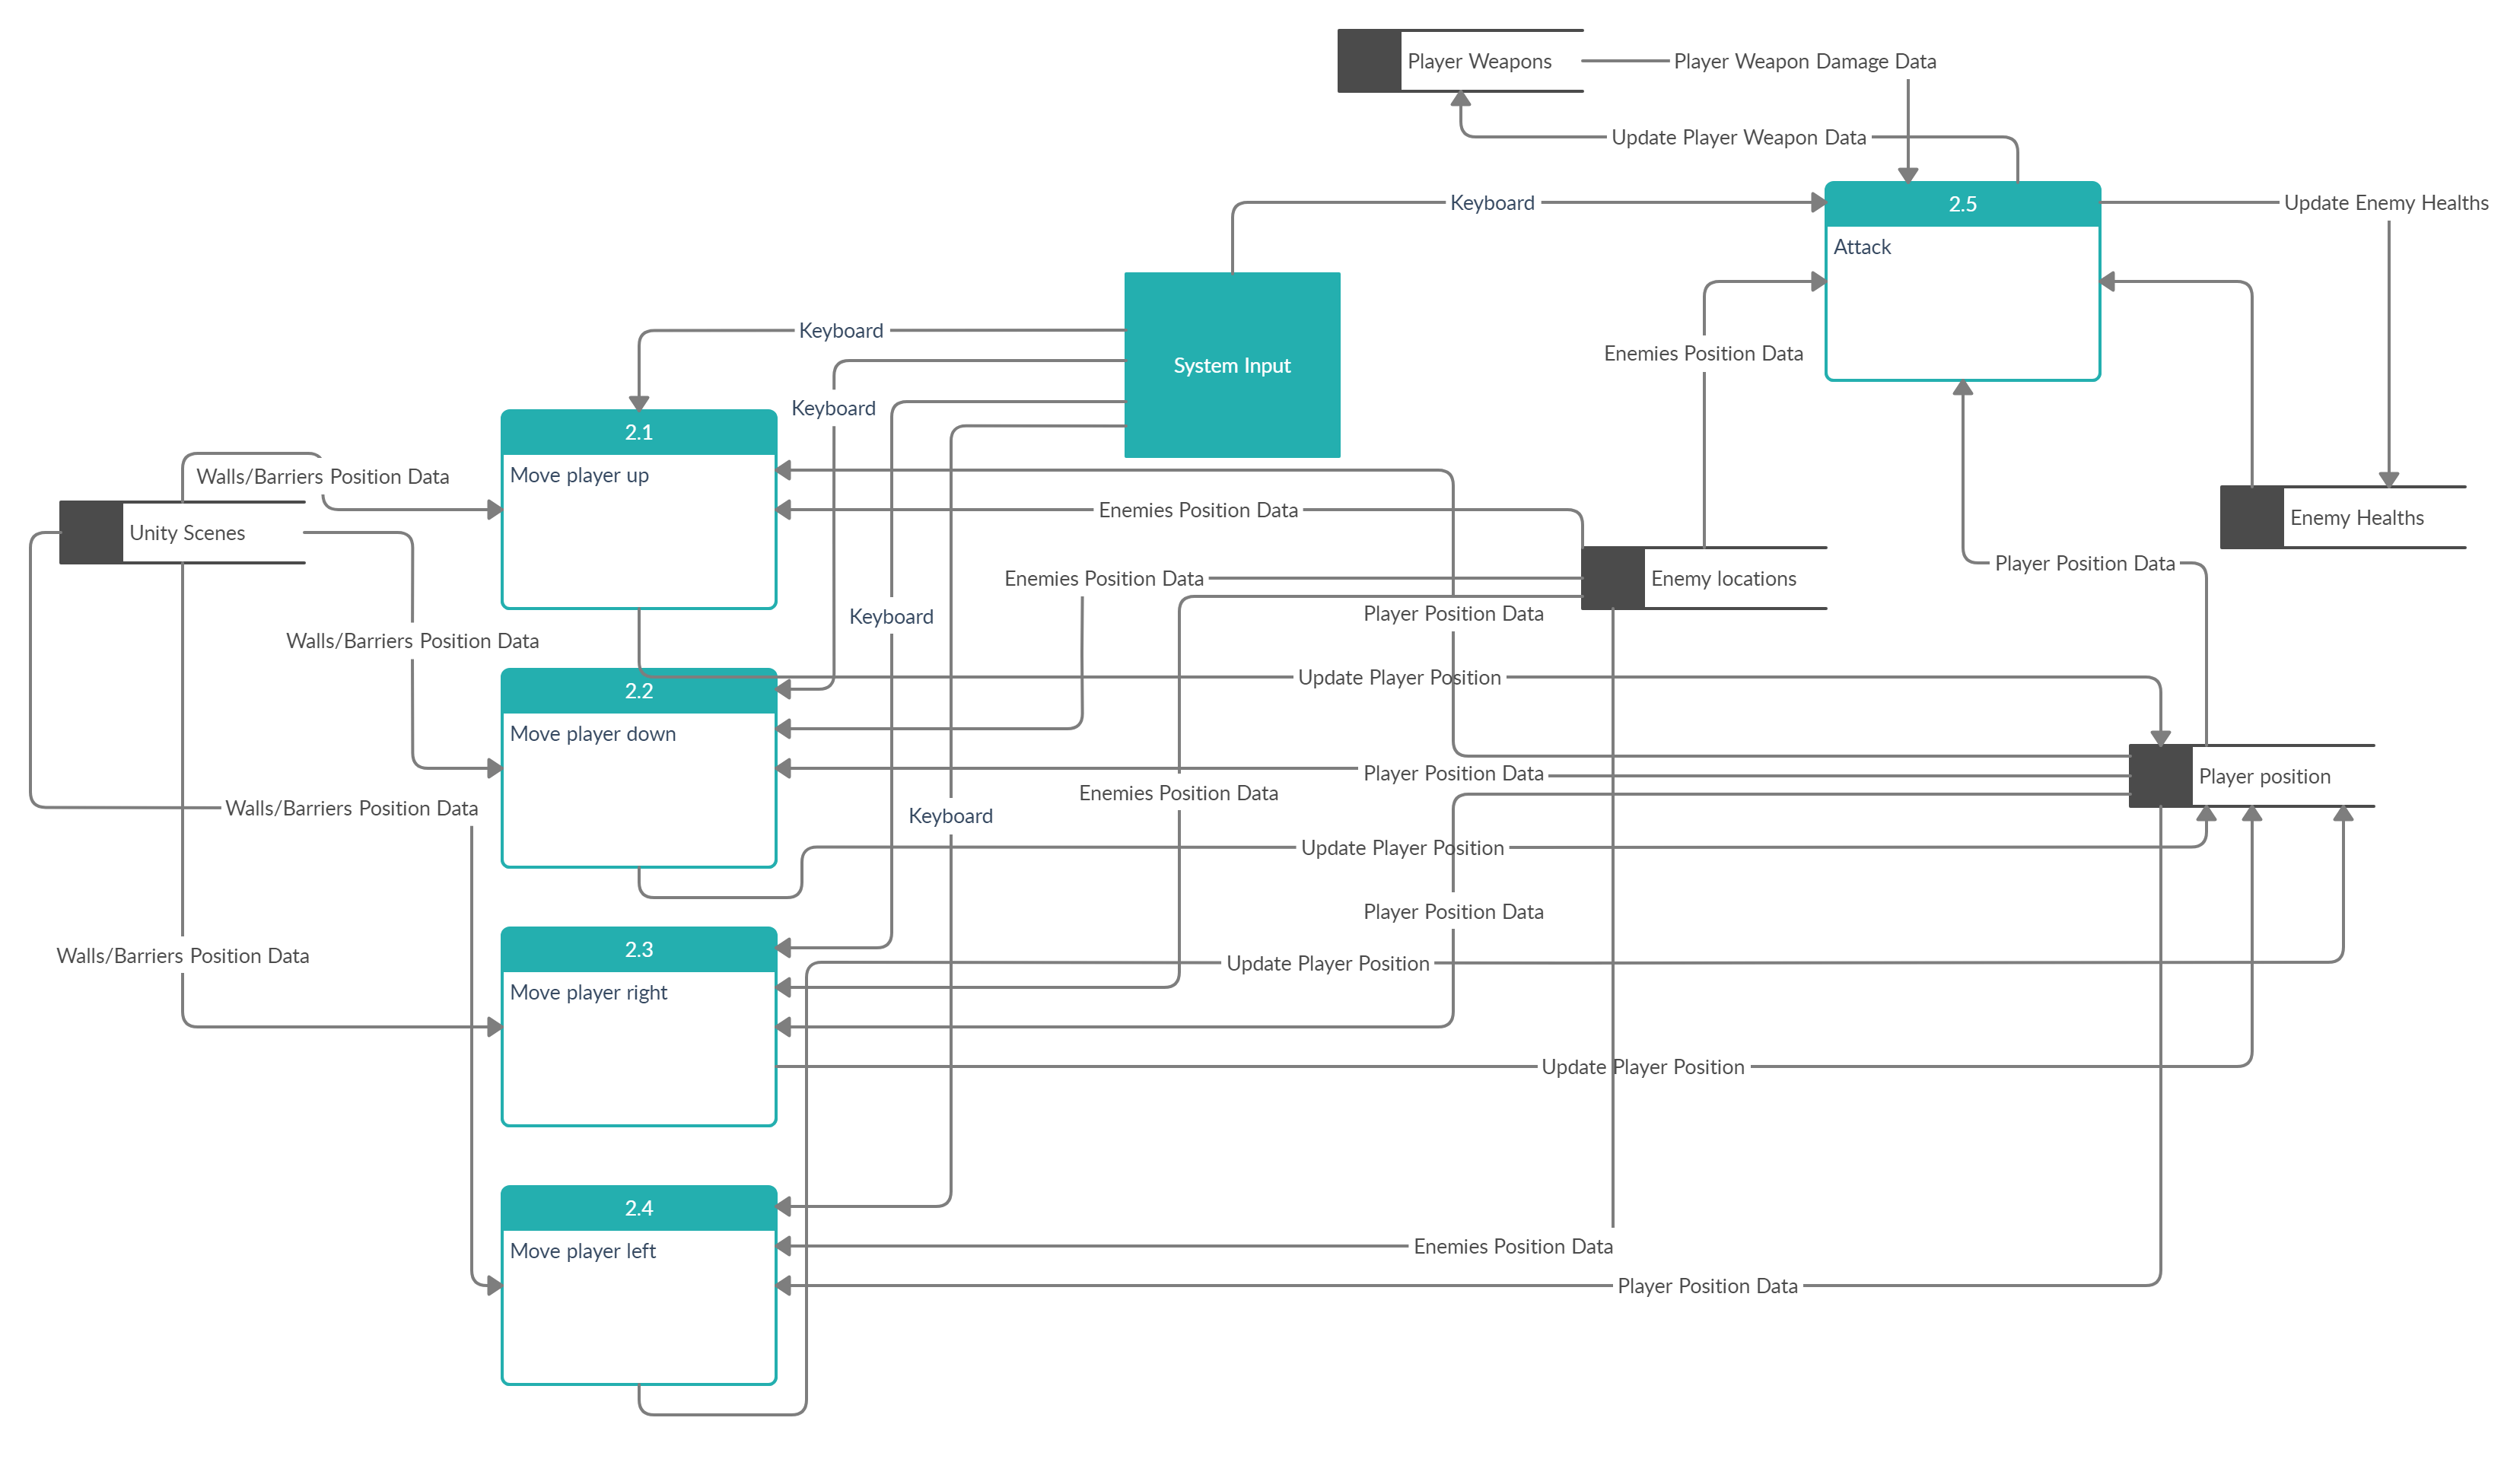 Player Weapons
Player Weapon Damage Data
Update Player Weapon Data
Keyboard
2.5
Update Enemy Healths
Attack
Keyboard
Enemies Position Data
System Input
Keyboard
2.1
Walls/Barriers Position Data
Move player up
Enemies Position Data
Enemy Healths
Unity Scenes
Player Position Data
Enemies Position Data
Enemy locations
Player Position Data
Keyboard
Walls/Barriers Position Data
Update Player Position
2.2
Move player down
Player Position Data
Player position
Enemies Position Data
Walls/Barriers Position Data
Keyboard
Update Player Position
Player Position Data
2.3
Walls/Barriers Position Data
Update Player Position
Move player right
Update Player Position
2.4
Move player left
Enemies Position Data
Player Position Data